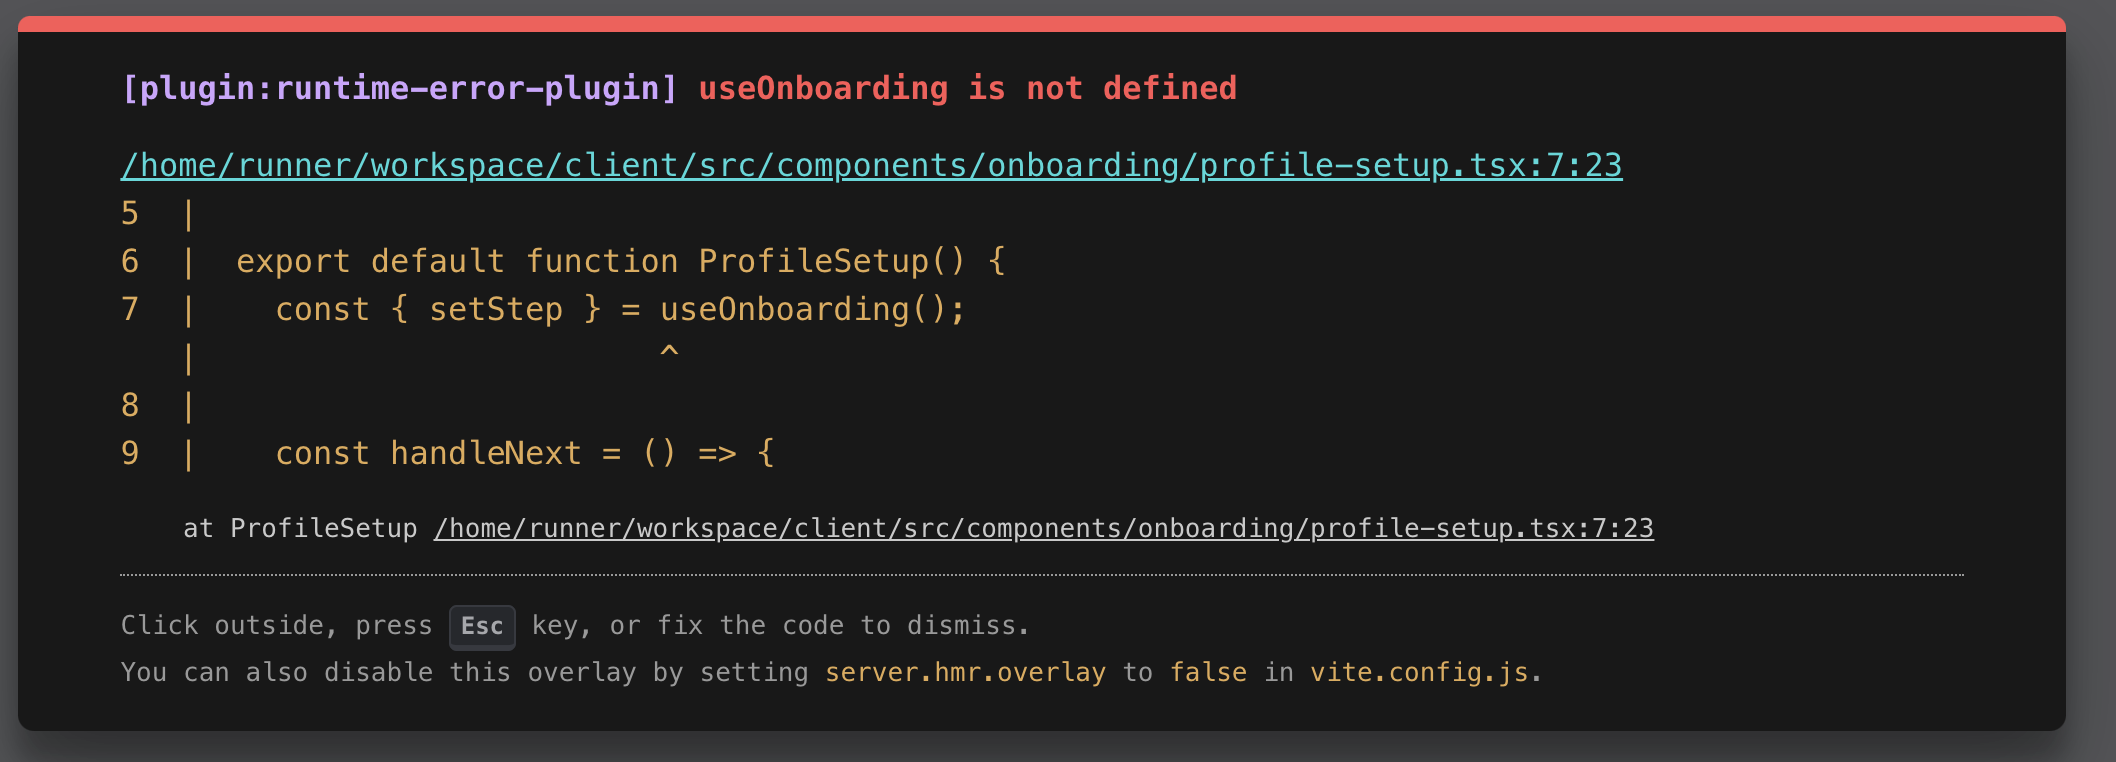 [plugin:runtime-error-plugin] useOnboarding is not defined
/home/runner/workspace/client/src/components/onboarding/profile-setup.tsx:7:23
5  |
6  |  export default function ProfileSetup() {
7  |    const { setStep } = useOnboarding();
   |                        ^
8  |
9  |    const handleNext = () => {
    at ProfileSetup /home/runner/workspace/client/src/components/onboarding/profile-setup.tsx:7:23
Click outside, press Esc key, or fix the code to dismiss.
You can also disable this overlay by setting server.hmr.overlay to false in vite.config.js.